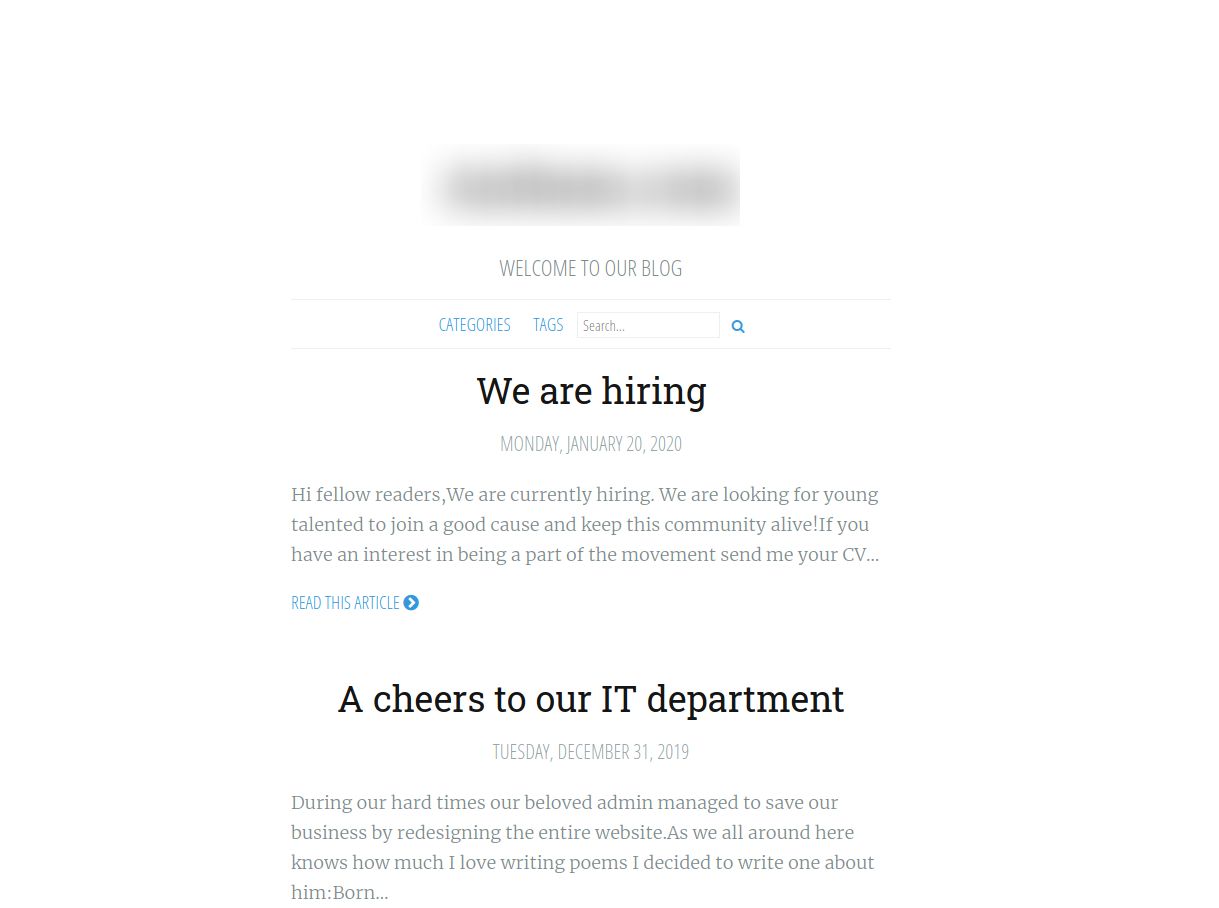 WELCOME TO OUR BLOG
CATEGORIES TAGS Search...
We are hiring
MONDAY, JANUARY 20, 2020
Hi fellow readers,We are currently hiring. We are looking for young
talented to join a good cause and keep this community alive!If you
have an interest in being a part of the movement send me your CV...
READ THIS ARTICLE
A cheers to our IT department
TUESDAY, DECEMBER 31, 2019
During our hard times our beloved admin managed to save our
business by redesigning the entire website.As we all around here
knows how much I love writing poems I decided to write one about
him:Born...